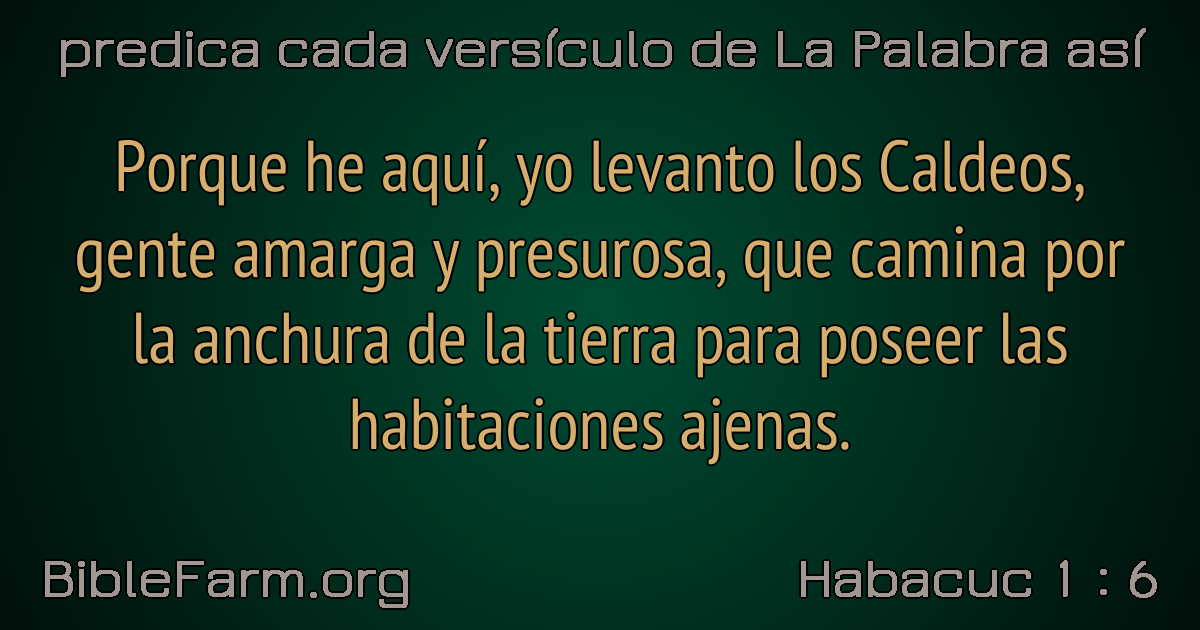 predica cada versículo de La Palabra así
Porque he aquí, yo levanto los Caldeos,
gente amarga y presurosa, que camina por
la anchura de la tierra para poseer las
habitaciones ajenas.
BibleFarm.org
Habacuc 1 : 6